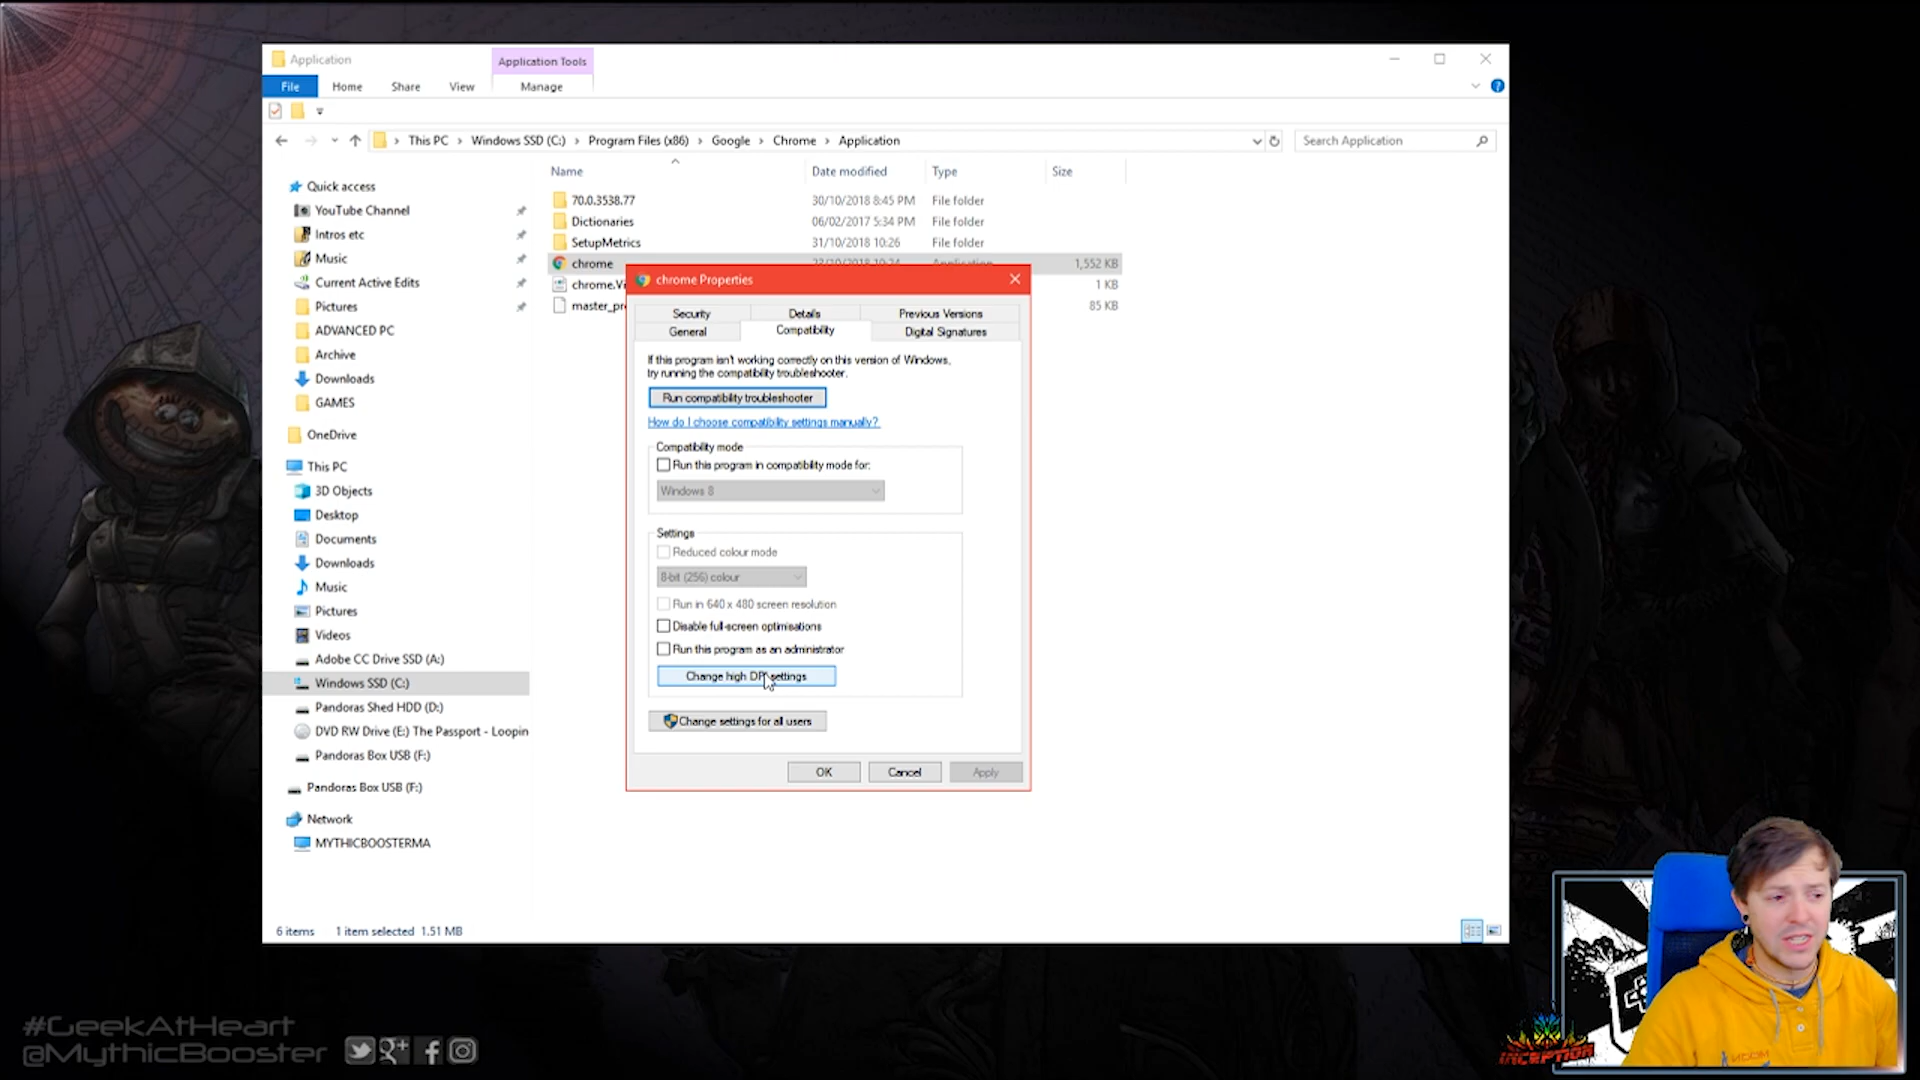 Application
Application Tools
File
Home
Share
View
Manage
This PC > Windows SSD (C:) > Program Files (x86) > Google > Chrome > Application
Search Application
Name
Date modified
Type
Size
70.0.3538.77
30/10/2018 8:45 PM
File folder
Dictionaries
06/02/2017 5:34 PM
File folder
SetupMetrics
31/10/2018 10:26
File folder
chrome
1,552 KB
chrome.Vi
1 KB
master_pr
85 KB
Quick access
YouTube Channel
Intros etc
Music
Current Active Edits
Pictures
ADVANCED PC
Archive
Downloads
GAMES
OneDrive
This PC
3D Objects
Desktop
Documents
Downloads
Music
Pictures
Videos
Adobe CC Drive SSD (A:)
Windows SSD (C:)
Pandoras Shed HDD (D:)
DVD RW Drive (E:) The Passport - Loopin
Pandoras Box USB (F:)
Pandoras Box USB (F:)
Network
MYTHICBOOSTERMA
chrome Properties
Security
Details
Previous Versions
General
Compatibility
Digital Signatures
If this program isn't working correctly on this version of Windows,
try running the compatibility troubleshooter.
Run compatibility troubleshooter
How do I choose compatibility settings manually?
Compatibility mode
Run this program in compatibility mode for:
Windows 8
Settings
Reduced colour mode
8-bit (256) colour
Run in 640 x 480 screen resolution
Disable full-screen optimisations
Run this program as an administrator
Change high DPI settings
Change settings for all users
OK
Cancel
Apply
6 items
1 item selected 1.51 MB
#GeekAtHeart
@MythicBooster
INCEPTION